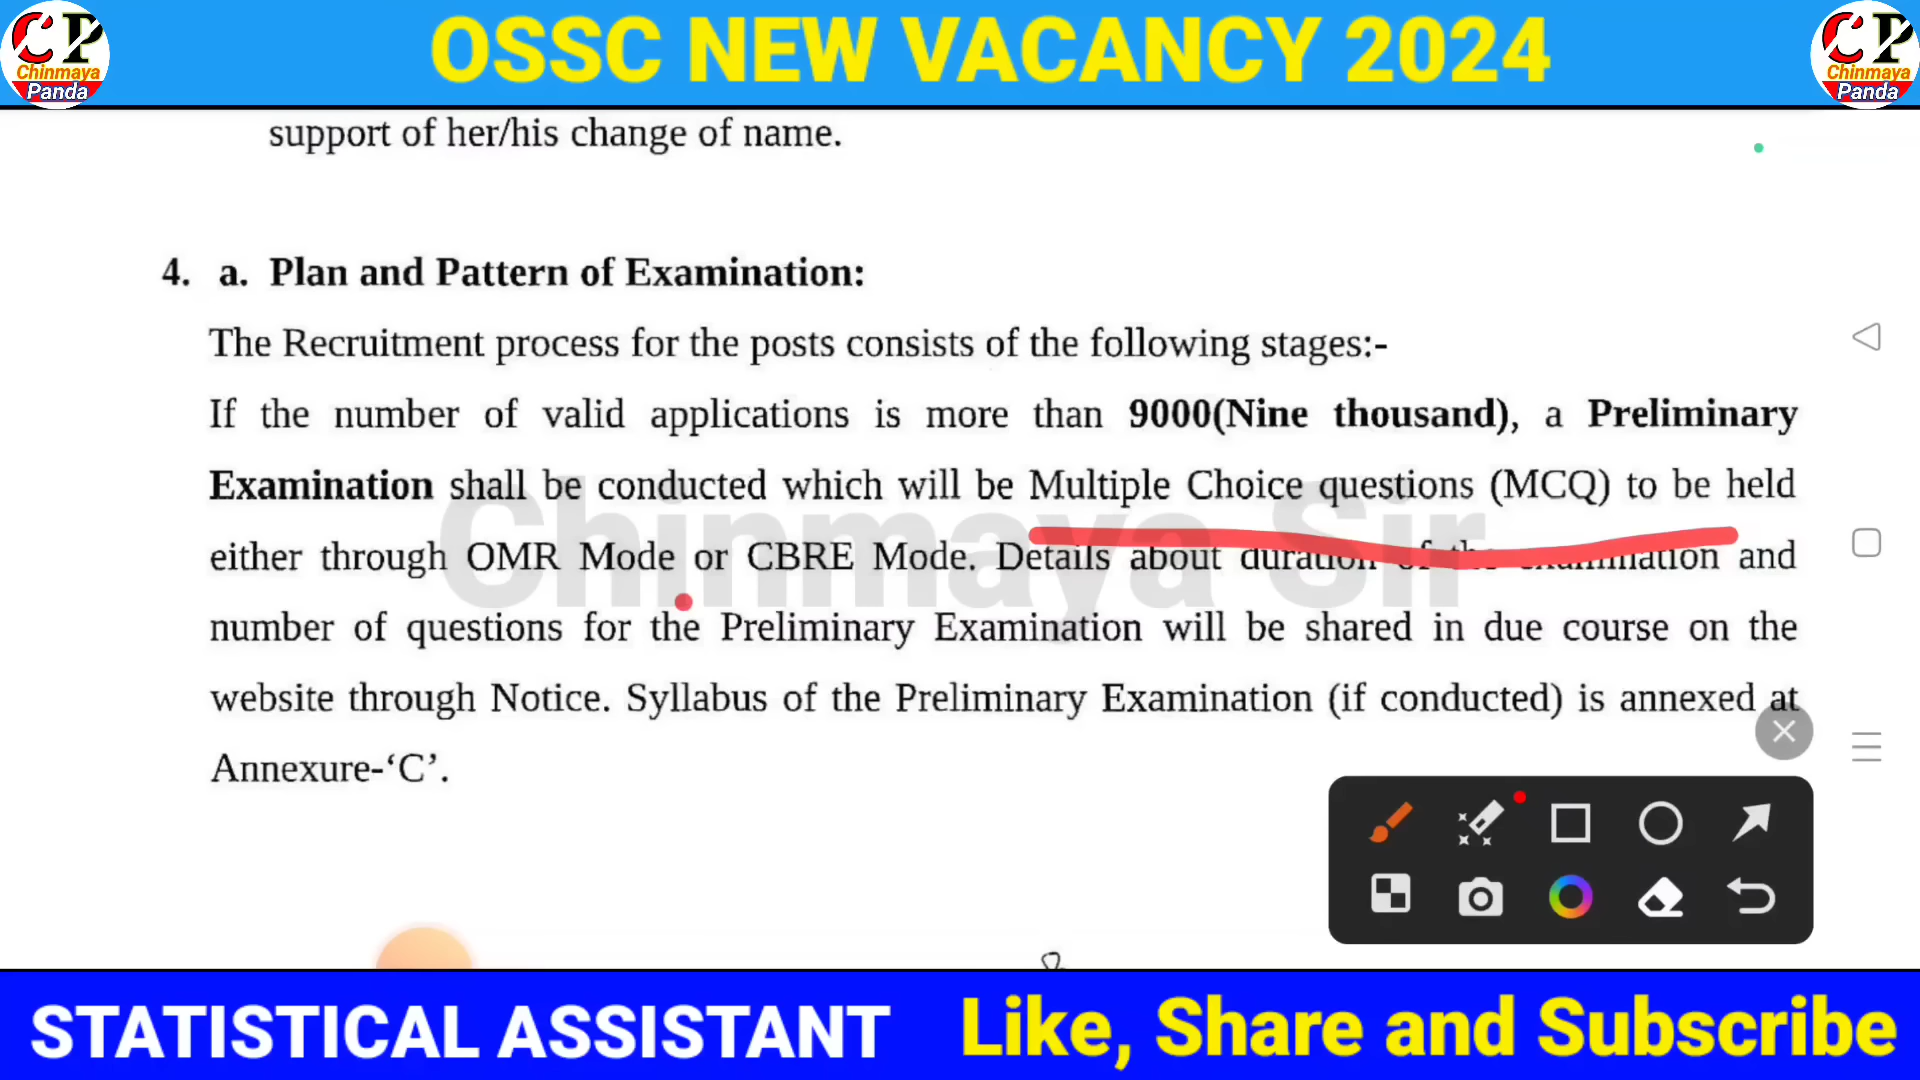 CP
Chinmaya
Panda
OSSC NEW VACANCY 2024
CP
Chinmaya
Panda
support of her/his change of name.
4. a. Plan and Pattern of Examination:
The Recruitment process for the posts consists of the following stages:-
If the number of valid applications is more than 9000(Nine thousand), a Preliminary
Examination shall be conducted which will be Multiple Choice questions (MCQ) to be held
either through OMR Mode or CBRE Mode. Details about duration of the examination and
number of questions for the Preliminary Examination will be shared in due course on the
website through Notice. Syllabus of the Preliminary Examination (if conducted) is annexed at
Annexure-‘C’.
Chinmaya Sir
STATISTICAL ASSISTANT
Like, Share and Subscribe